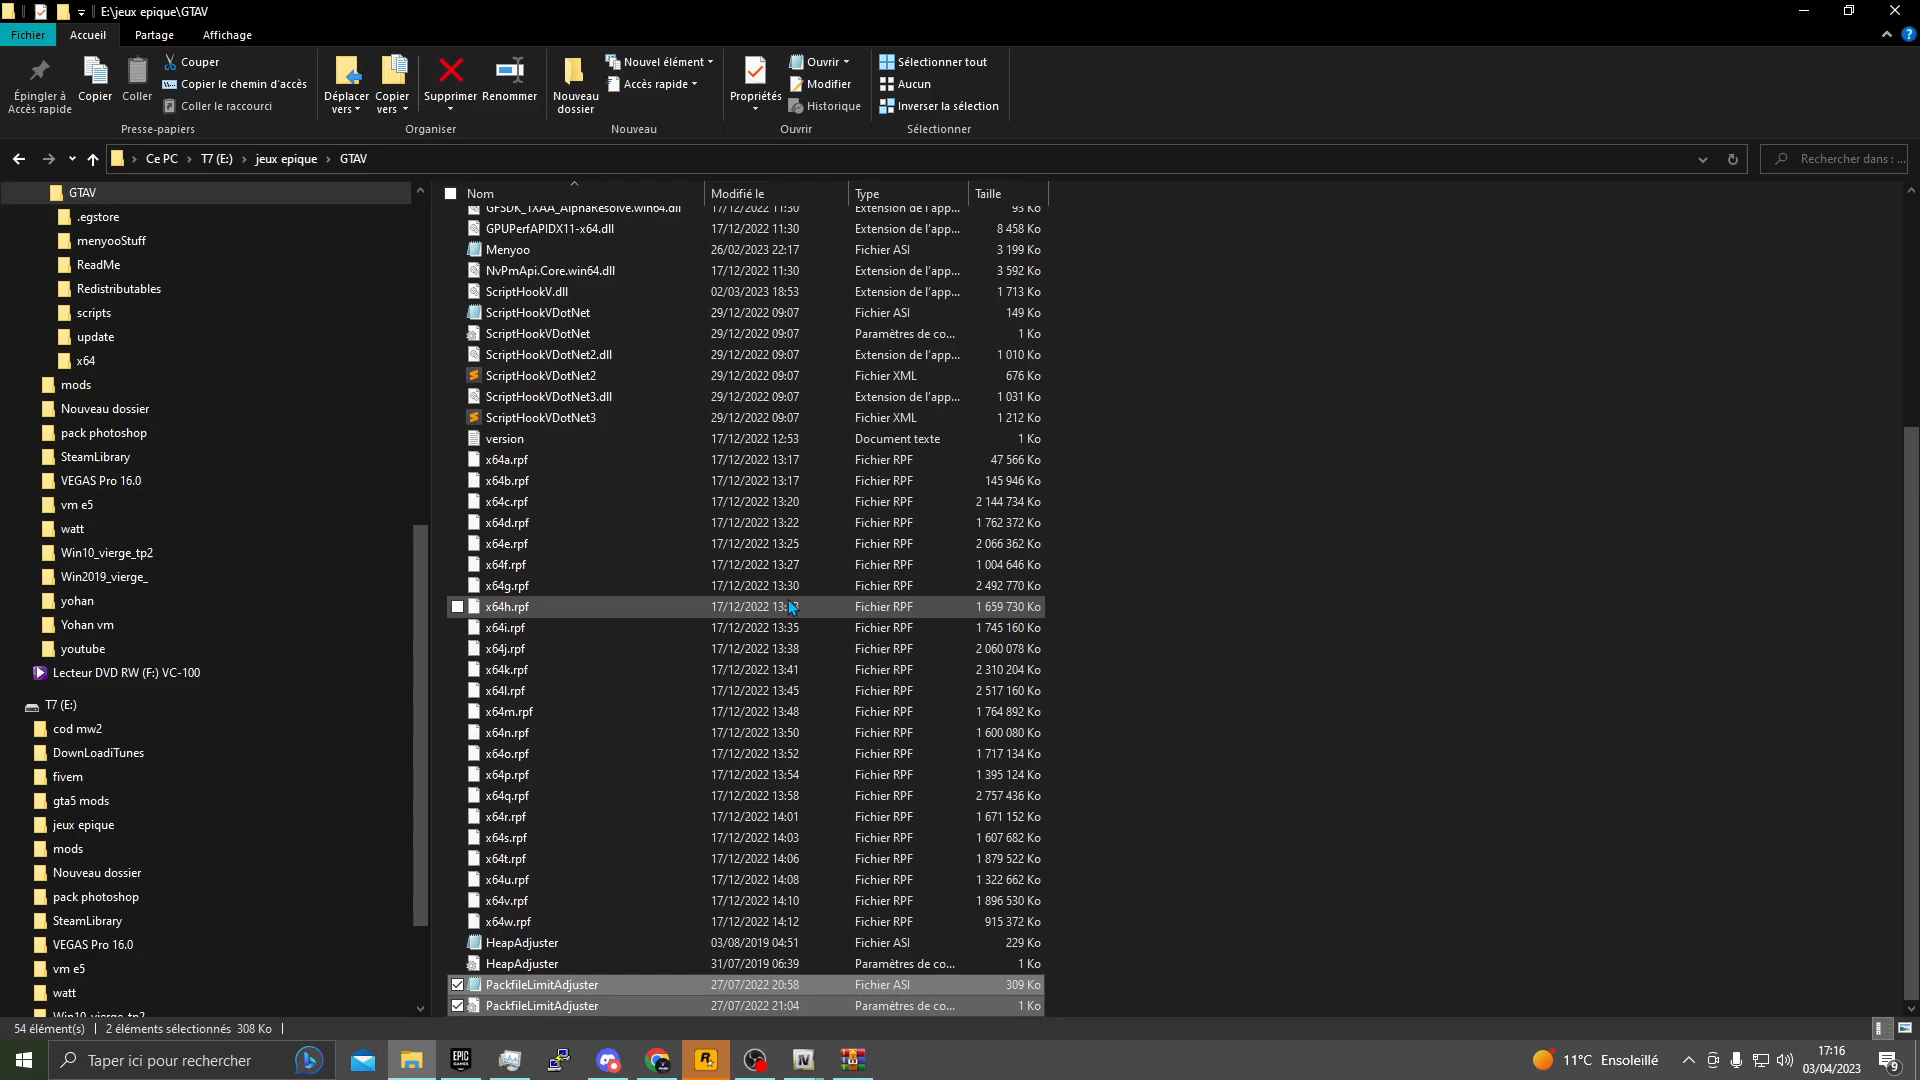 E:\jeux epique\GTAV
Fichier Accueil Partage Affichage
Épingler à Accès rapide
Copier
Coller
Couper
Copier le chemin d'accès
Coller le raccourci
Presse-papiers
Déplacer vers
Copier vers
Supprimer
Renommer
Organiser
Nouveau dossier
Nouvel élément
Accès rapide
Nouveau
Propriétés
Ouvrir
Modifier
Historique
Ouvrir
Sélectionner tout
Aucun
Inverser la sélection
Sélectionner
Ce PC > T7 (E:) > jeux epique > GTAV
Rechercher dans : ...
GTAV
.egstore
menyooStuff
ReadMe
Redistributables
scripts
update
x64
mods
Nouveau dossier
pack photoshop
SteamLibrary
VEGAS Pro 16.0
vm e5
watt
Win10_vierge_tp2
Win2019_vierge_
yohan
Yohan vm
youtube
Lecteur DVD RW (F:) VC-100
T7 (E:)
cod mw2
DownLoadiTunes
fivem
gta5 mods
jeux epique
mods
Nouveau dossier
pack photoshop
SteamLibrary
VEGAS Pro 16.0
vm e5
watt
Win10_vierge_tp2
Nom Modifié le Type Taille
GFSDK_TXAA_AlphaResolve.win64.dll 17/12/2022 11:30 Extension de l'app... 93 Ko
GPUPerfAPIDX11-x64.dll 17/12/2022 11:30 Extension de l'app... 8 458 Ko
Menyoo 26/02/2023 22:17 Fichier ASI 3 199 Ko
NvPmApi.Core.win64.dll 17/12/2022 11:30 Extension de l'app... 3 592 Ko
ScriptHookV.dll 02/03/2023 18:53 Extension de l'app... 1 713 Ko
ScriptHookVDotNet 29/12/2022 09:07 Fichier ASI 149 Ko
ScriptHookVDotNet 29/12/2022 09:07 Paramètres de co... 1 Ko
ScriptHookVDotNet2.dll 29/12/2022 09:07 Extension de l'app... 1 010 Ko
ScriptHookVDotNet2 29/12/2022 09:07 Fichier XML 676 Ko
ScriptHookVDotNet3.dll 29/12/2022 09:07 Extension de l'app... 1 031 Ko
ScriptHookVDotNet3 29/12/2022 09:07 Fichier XML 1 212 Ko
version 17/12/2022 12:53 Document texte 1 Ko
x64a.rpf 17/12/2022 13:17 Fichier RPF 47 566 Ko
x64b.rpf 17/12/2022 13:17 Fichier RPF 145 946 Ko
x64c.rpf 17/12/2022 13:20 Fichier RPF 2 144 734 Ko
x64d.rpf 17/12/2022 13:22 Fichier RPF 1 762 372 Ko
x64e.rpf 17/12/2022 13:25 Fichier RPF 2 066 362 Ko
x64f.rpf 17/12/2022 13:27 Fichier RPF 1 004 646 Ko
x64g.rpf 17/12/2022 13:30 Fichier RPF 2 492 770 Ko
x64h.rpf 17/12/2022 Fichier RPF 1 659 730 Ko
x64i.rpf 17/12/2022 13:35 Fichier RPF 1 745 160 Ko
x64j.rpf 17/12/2022 13:38 Fichier RPF 2 060 078 Ko
x64k.rpf 17/12/2022 13:41 Fichier RPF 2 310 204 Ko
x64l.rpf 17/12/2022 13:45 Fichier RPF 2 517 160 Ko
x64m.rpf 17/12/2022 13:48 Fichier RPF 1 764 892 Ko
x64n.rpf 17/12/2022 13:50 Fichier RPF 1 600 080 Ko
x64o.rpf 17/12/2022 13:52 Fichier RPF 1 717 134 Ko
x64p.rpf 17/12/2022 13:54 Fichier RPF 1 395 124 Ko
x64q.rpf 17/12/2022 13:58 Fichier RPF 2 757 436 Ko
x64r.rpf 17/12/2022 14:01 Fichier RPF 1 671 152 Ko
x64s.rpf 17/12/2022 14:03 Fichier RPF 1 607 682 Ko
x64t.rpf 17/12/2022 14:06 Fichier RPF 1 879 522 Ko
x64u.rpf 17/12/2022 14:08 Fichier RPF 1 322 662 Ko
x64v.rpf 17/12/2022 14:10 Fichier RPF 1 896 530 Ko
x64w.rpf 17/12/2022 14:12 Fichier RPF 915 372 Ko
HeapAdjuster 03/08/2019 04:51 Fichier ASI 229 Ko
HeapAdjuster 31/07/2019 06:39 Paramètres de co... 1 Ko
PackfileLimitAdjuster 27/07/2022 20:58 Fichier ASI 309 Ko
PackfileLimitAdjuster 27/07/2022 21:04 Paramètres de co... 1 Ko
54 élément(s) 2 éléments sélectionnés 308 Ko
Taper ici pour rechercher
EPIC GAMES
R
IV
11°C Ensoleillé
17:16
03/04/2023
9